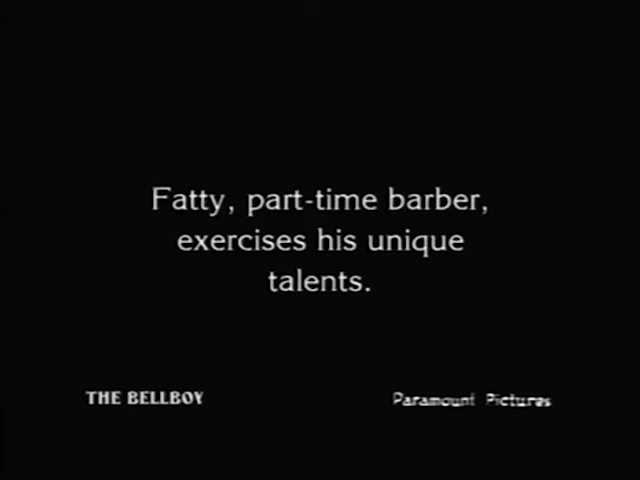 Fatty, part-time barber,
exercises his unique
talents.
THE BELLBOY Paramount Pictures